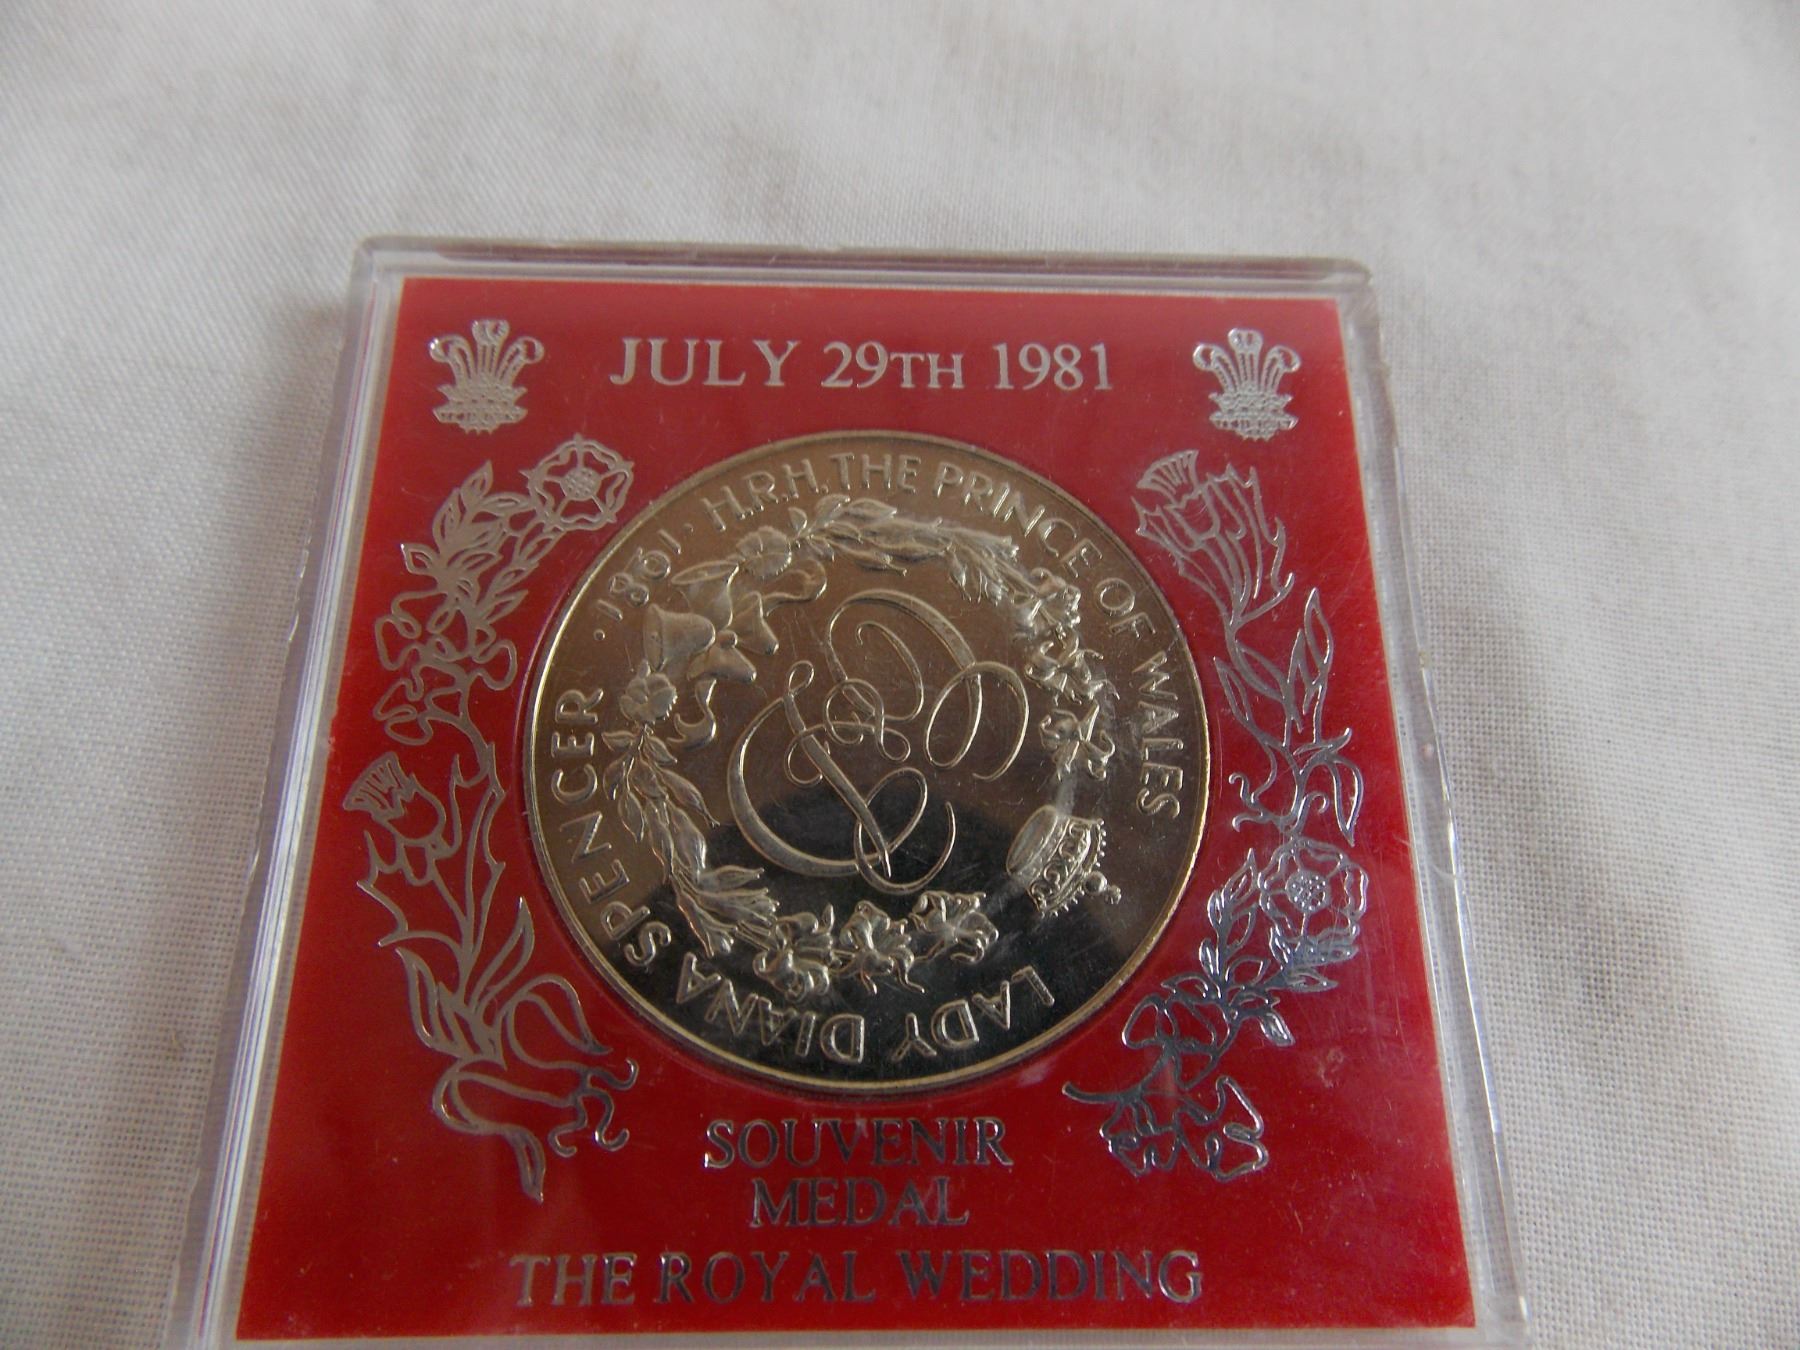 JULY 29TH 1981
· 1981 · H.R.H. THE PRINCE OF WALES ·
LADY DIANA SPENCER
SOUVENIR
MEDAL
THE ROYAL WEDDING